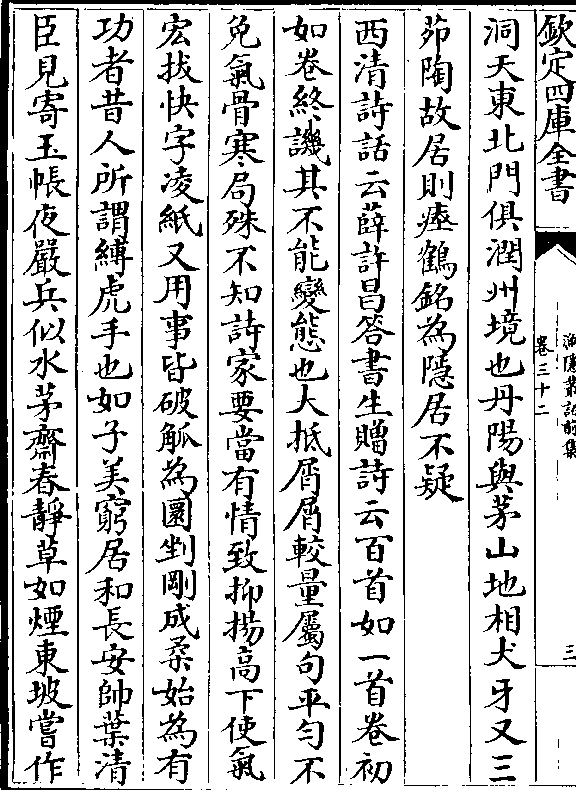 欽定四庫全書
漁隱叢話前集
卷三十二
三
洞天東北門俱潤州境也丹陽與茅山地相犬牙又三
茆陶故居則瘞鶴銘為隱居不疑
西清詩話云薛許昌答書生贈詩云百首如一首卷初
如卷終譏其不能變態也大抵屑屑較量屬句平勻不
免氣骨寒局殊不知詩家要當有情致抑揚高下使氣
宏拔快字凌紙又用事皆破觚為圜剉剛成柔始為有
功者昔人所謂縛虎手也如子美窮居和長安帥葉清
臣見寄玉帳夜嚴兵似水茅齋春靜草如煙東坡嘗作